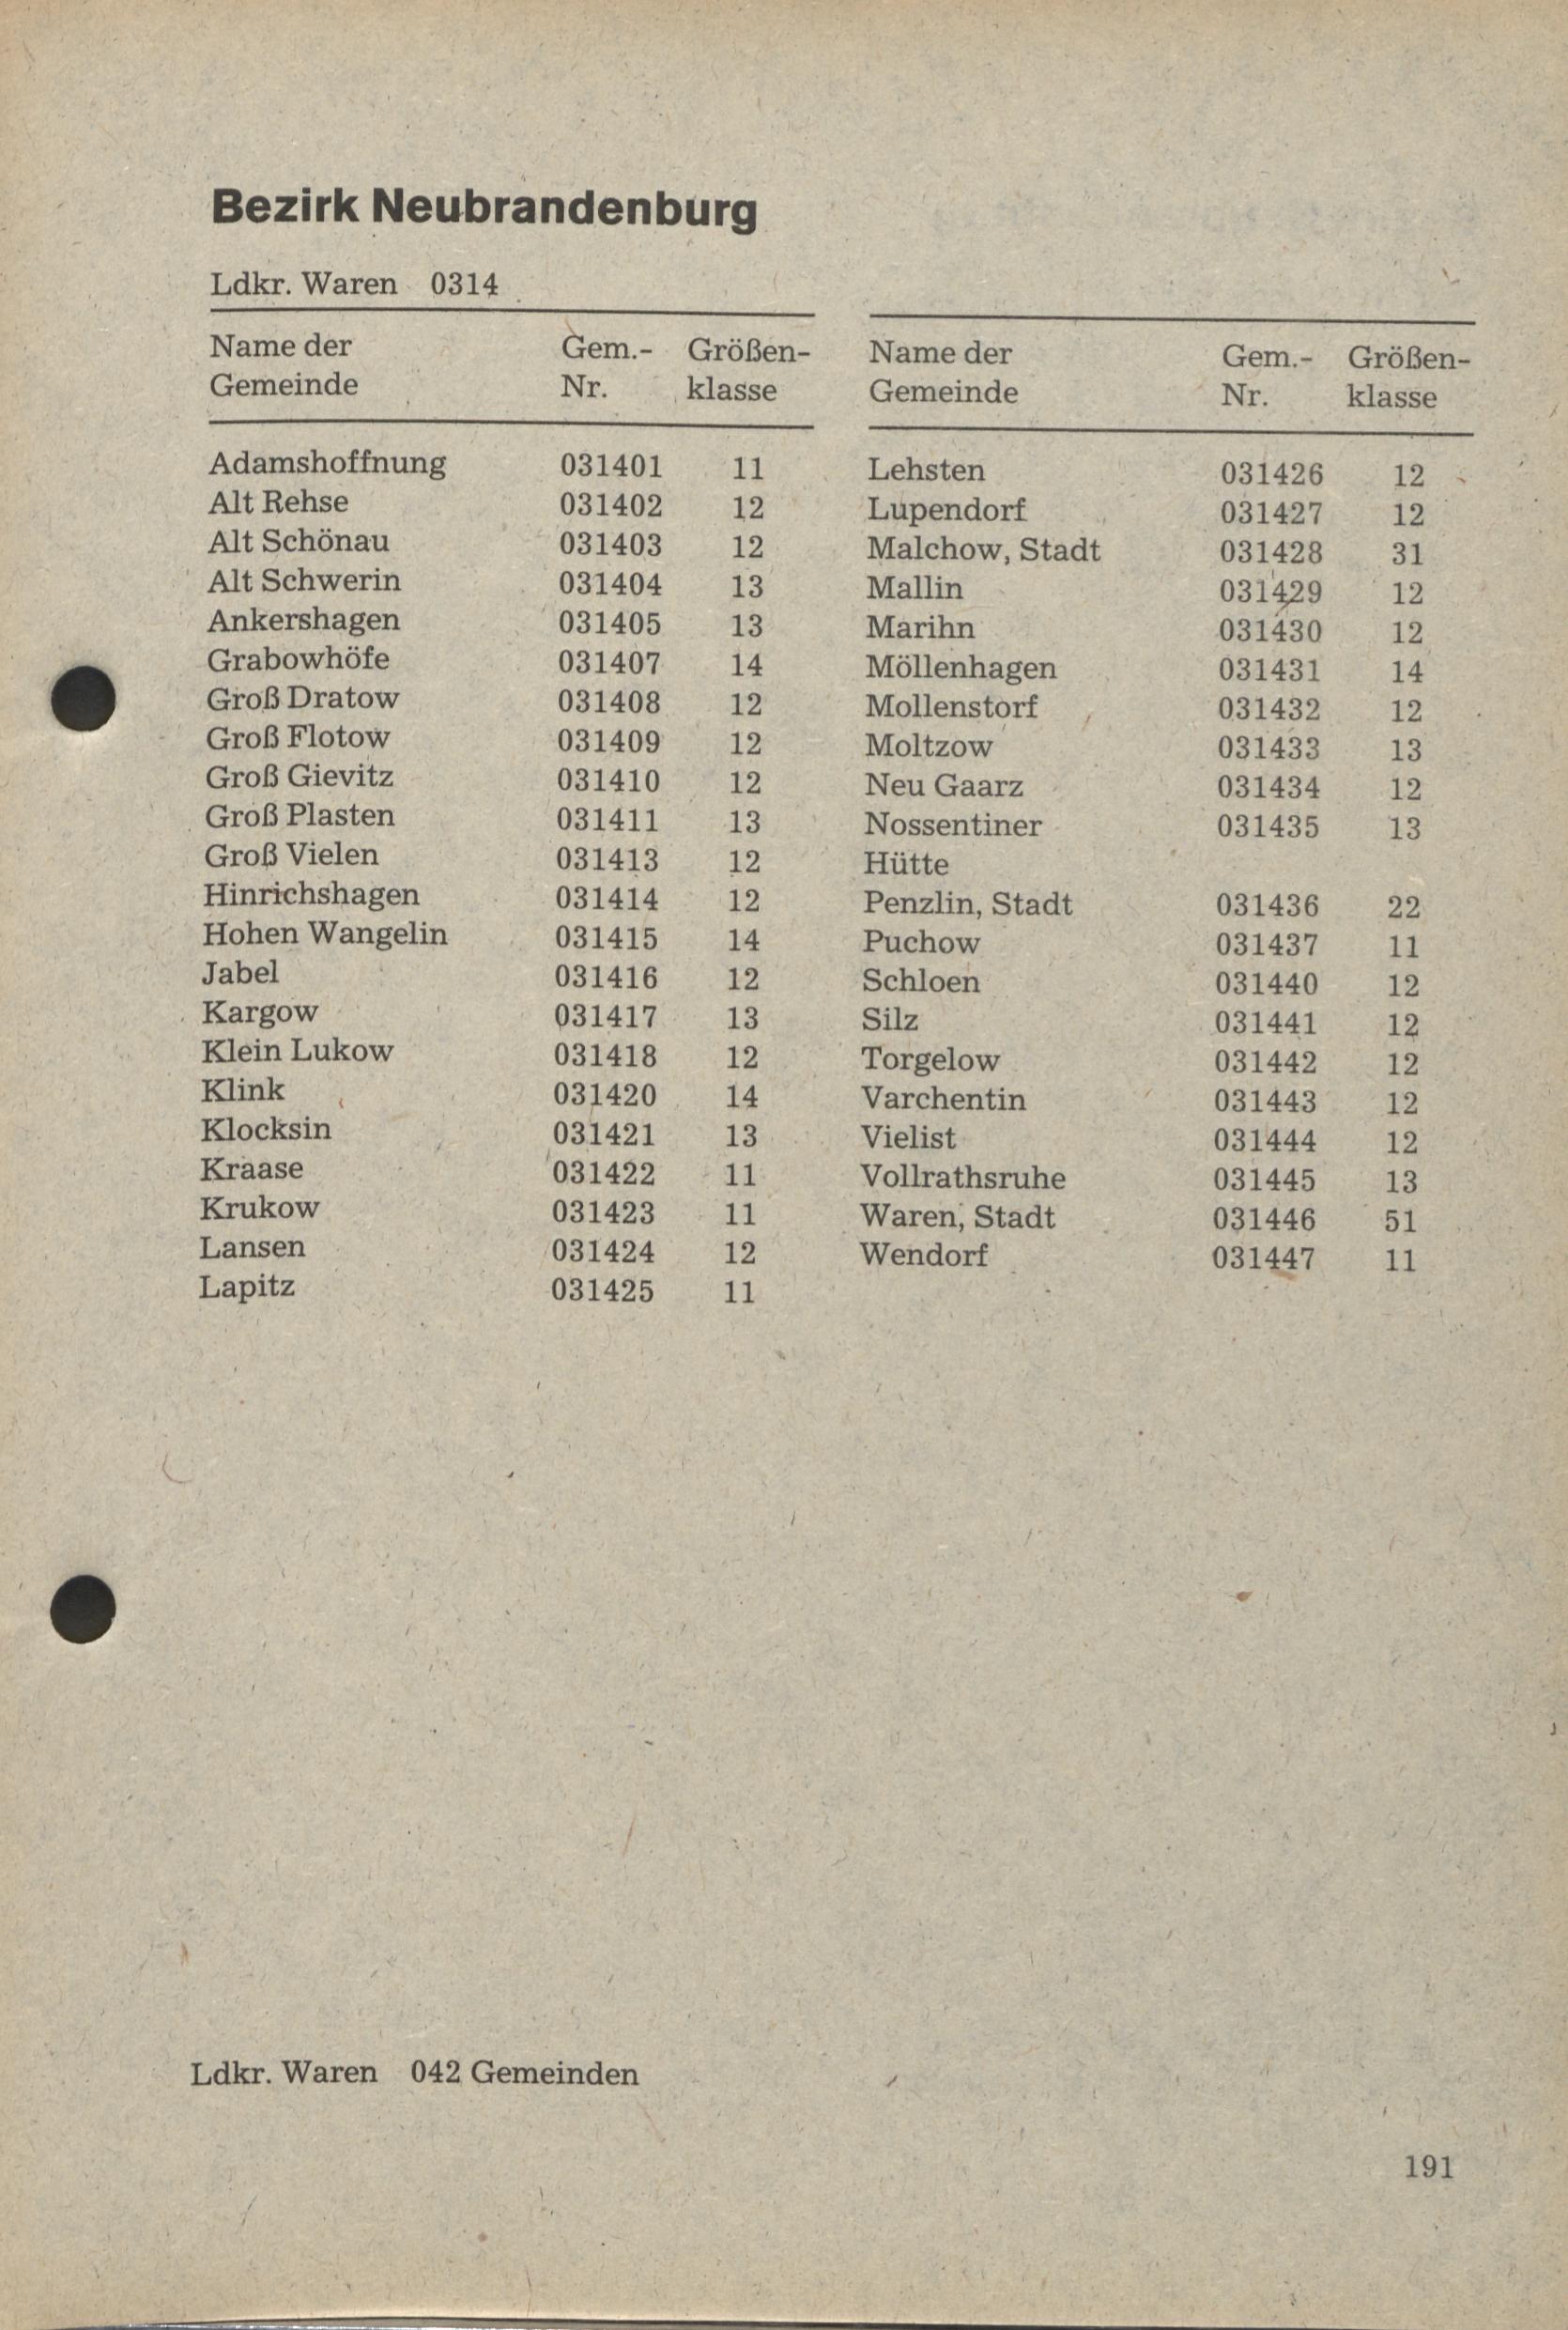 Bezirk Neubrandenburg
Ldkr. Waren 0314
Name der Gem.- Größen-
Gemeinde Nr. klasse
Adamshoffnung 031401 11
Alt Rehse 031402 12
Alt Schönau 031403 12
Alt Schwerin 031404 13
Ankershagen 031405 13
Grabowhöfe 031407 14
Groß Dratow 031408 12
Groß Flotow 031409 12
Groß Gievitz 031410 12
Groß Plasten 031411 13
Groß Vielen 031413 12
Hinrichshagen 031414 12
Hohen Wangelin 031415 14
Jabel 031416 12
Kargow 031417 13
Klein Lukow 031418 12
Klink 031420 14
Klocksin 031421 13
Kraase 031422 11
Krukow 031423 11
Lansen 031424 12
Lapitz 031425 11
Name der Gem.- Größen-
Gemeinde Nr. klasse
Lehsten 031426 12
Lupendorf 031427 12
Malchow, Stadt 031428 31
Mallin 031429 12
Marihn 031430 12
Möllenhagen 031431 14
Mollenstorf 031432 12
Moltzow 031433 13
Neu Gaarz 031434 12
Nossentiner 031435 13
Hütte
Penzlin, Stadt 031436 22
Puchow 031437 11
Schloen 031440 12
Silz 031441 12
Torgelow 031442 12
Varchentin 031443 12
Vielist 031444 12
Vollrathsruhe 031445 13
Waren, Stadt 031446 51
Wendorf 031447 11
Ldkr. Waren 042 Gemeinden
191